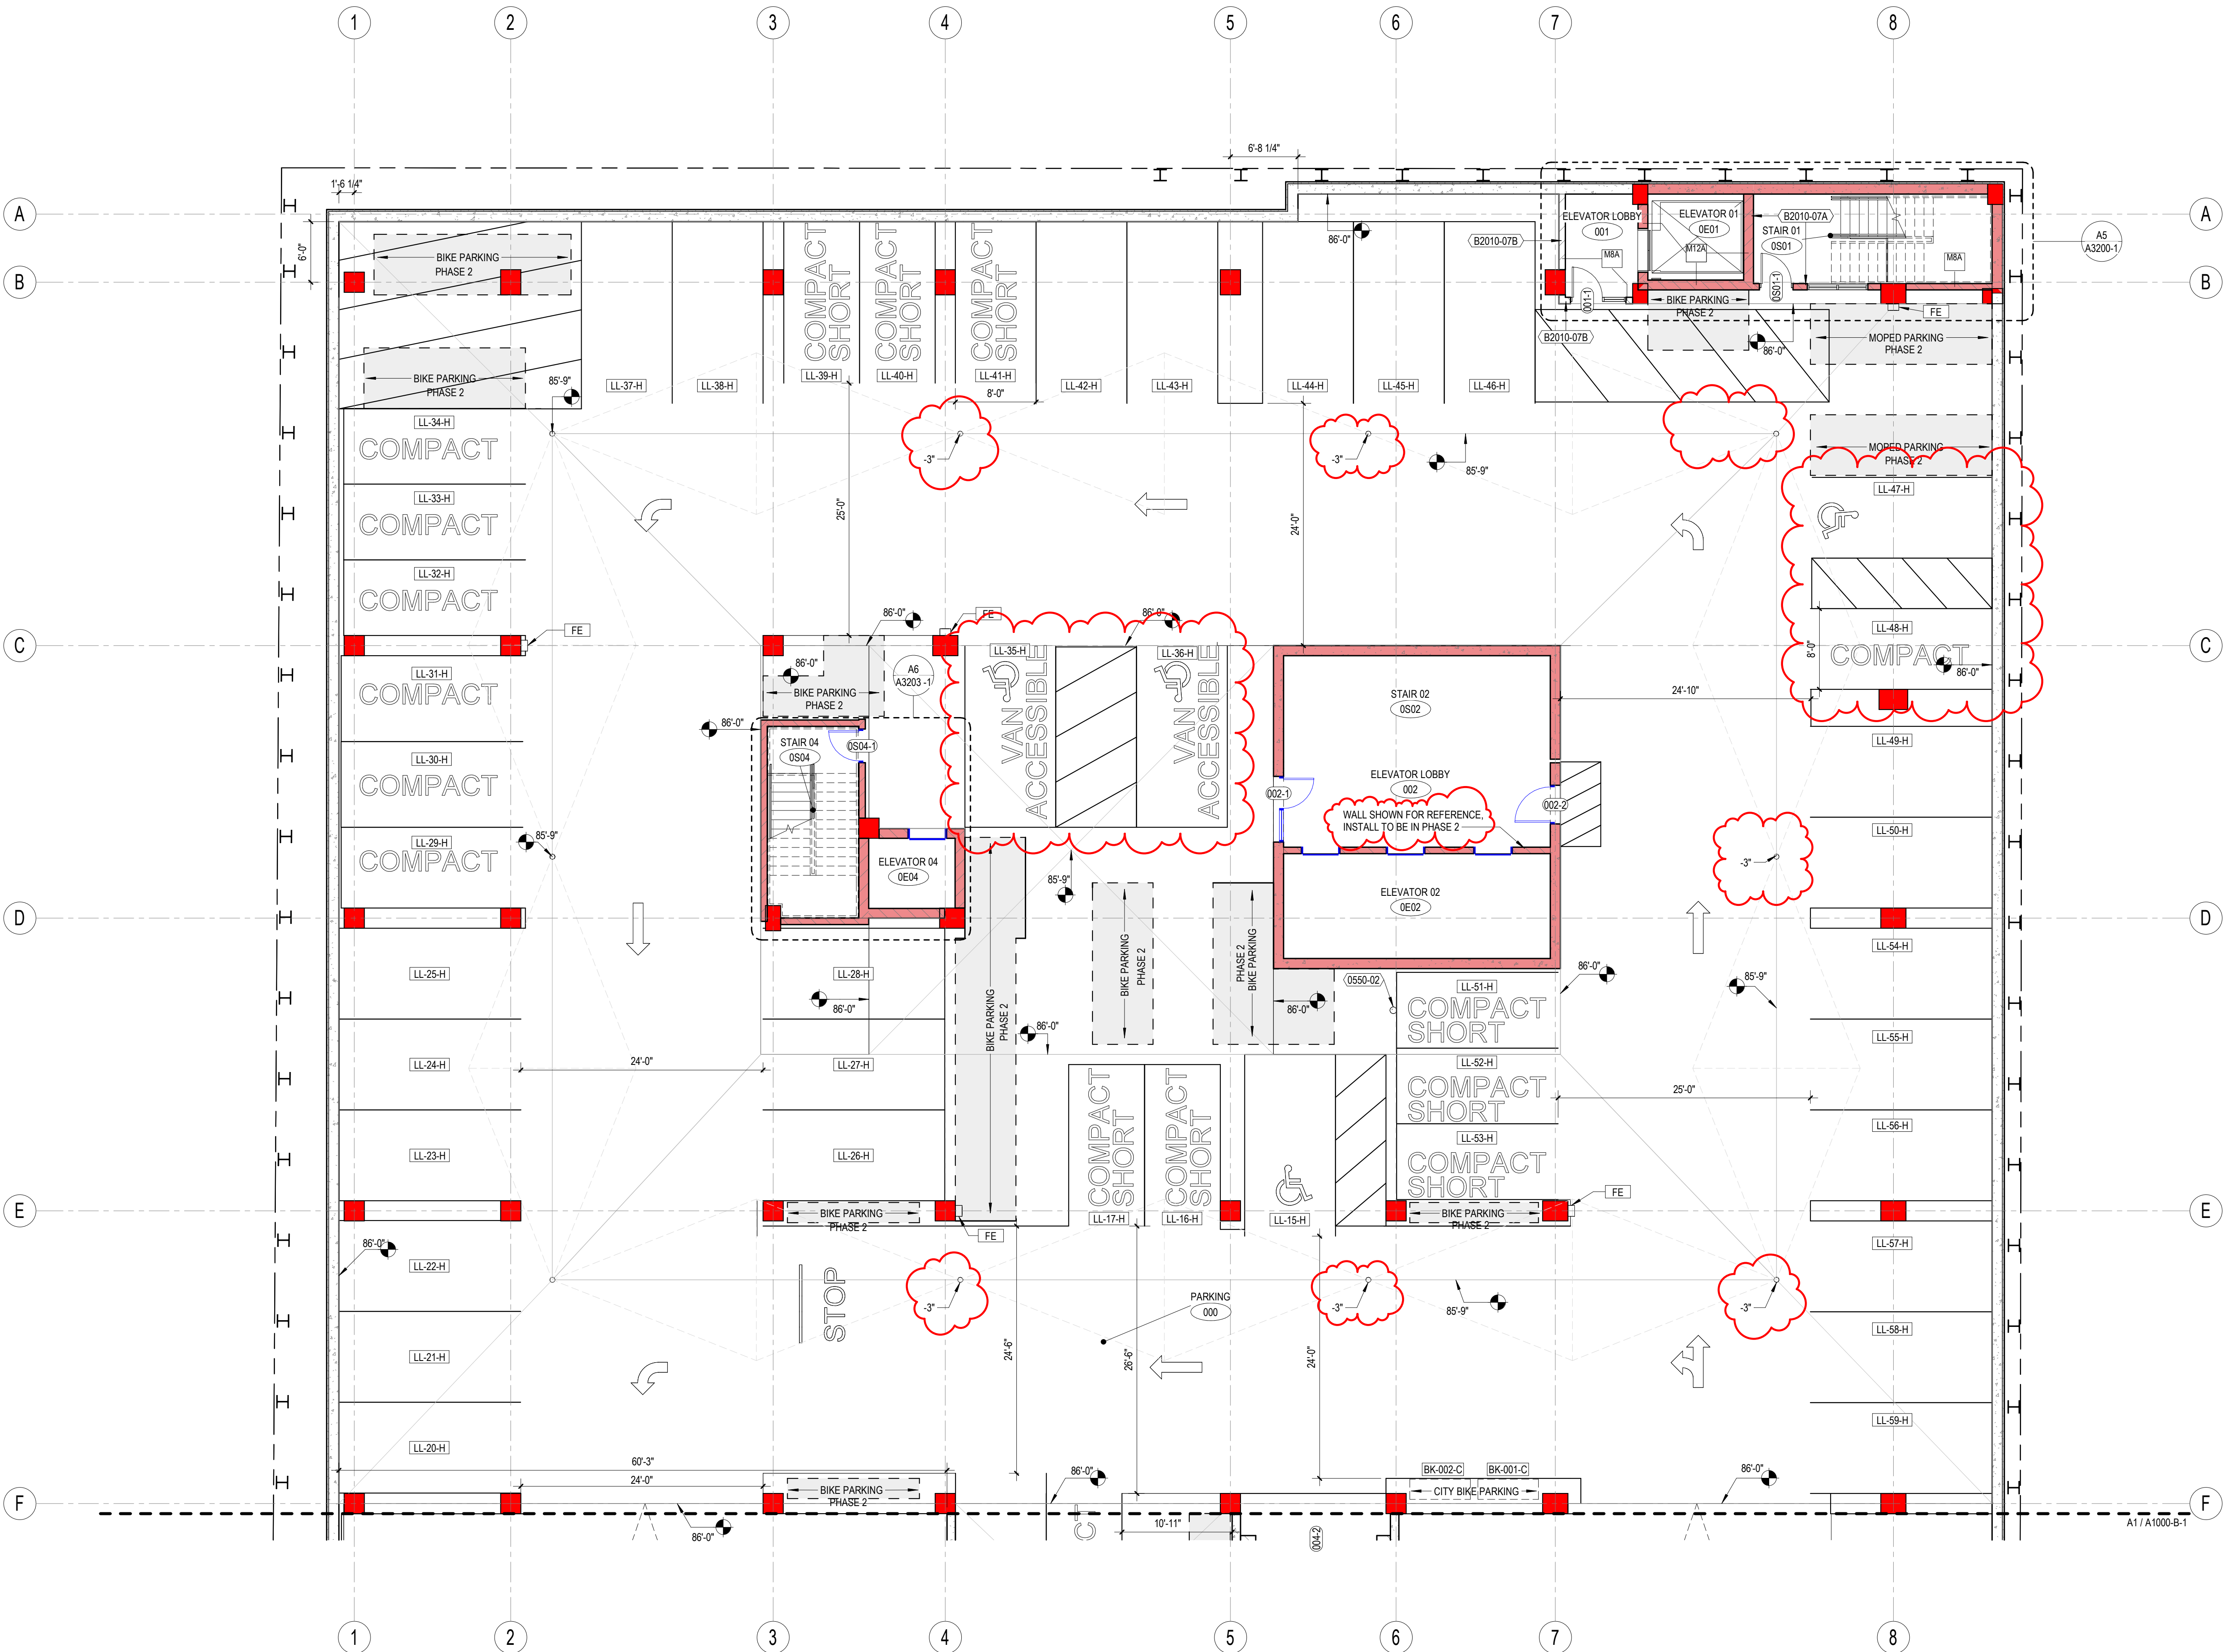 1 2 3 4 5 6 7 8
6'-8 1/4"
1'-6 1/4"
A
A
ELEVATOR LOBBY
001
ELEVATOR 01
0E01
B2010-07A
STAIR 01
0S01
A5
A3200-1
86'-0"
B2010-07B
M12A
M8A
M8A
6'-0"
BIKE PARKING
PHASE 2
B
B
001-1
0S01-1
BIKE PARKING
PHASE 2
FE
COMPACT
SHORT
COMPACT
SHORT
COMPACT
SHORT
B2010-07B
86'-0"
MOPED PARKING
PHASE 2
BIKE PARKING
PHASE 2
85'-9"
LL-37-H
LL-38-H
LL-39-H
LL-40-H
LL-41-H
LL-42-H
LL-43-H
LL-44-H
LL-45-H
LL-46-H
8'-0"
LL-34-H
COMPACT
-3"
-3"
85'-9"
MOPED PARKING
PHASE 2
LL-33-H
COMPACT
25'-0"
24'-0"
LL-47-H
LL-32-H
COMPACT
86'-0"
FE
86'-0"
FE
C
C
LL-35-H
LL-36-H
LL-48-H
COMPACT
8'-0"
86'-0"
LL-31-H
COMPACT
86'-0"
BIKE PARKING
PHASE 2
A6
A3203 -1
VAN
ACCESSIBLE
VAN
ACCESSIBLE
STAIR 02
0S02
24'-10"
86'-0"
STAIR 04
0S04
0S04-1
LL-49-H
LL-30-H
COMPACT
ELEVATOR LOBBY
002
002-1
002-2
WALL SHOWN FOR REFERENCE,
INSTALL TO BE IN PHASE 2
LL-50-H
85'-9"
LL-29-H
COMPACT
ELEVATOR 04
0E04
85'-9"
-3"
ELEVATOR 02
0E02
D
D
LL-25-H
LL-28-H
86'-0"
BIKE PARKING
PHASE 2
BIKE PARKING
PHASE 2
PHASE 2
BIKE PARKING
86'-0"
86'-0"
0550-02
LL-51-H
COMPACT
SHORT
86'-0"
85'-9"
LL-54-H
LL-55-H
LL-24-H
24'-0"
LL-27-H
LL-52-H
COMPACT
SHORT
25'-0"
COMPACT
SHORT
COMPACT
SHORT
LL-23-H
LL-26-H
LL-53-H
COMPACT
SHORT
LL-56-H
E
E
BIKE PARKING
PHASE 2
FE
LL-17-H
LL-16-H
LL-15-H
BIKE PARKING
PHASE 2
FE
86'-0"
LL-22-H
LL-57-H
STOP
-3"
-3"
-3"
PARKING
000
85'-9"
LL-21-H
24'-6"
26'-6"
24'-0"
LL-58-H
LL-20-H
LL-59-H
60'-3"
24'-0"
BIKE PARKING
PHASE 2
86'-0"
BK-002-C
BK-001-C
CITY BIKE PARKING
86'-0"
F
F
86'-0"
CT
10'-11"
004-2
A1 / A1000-B-1
1 2 3 4 5 6 7 8